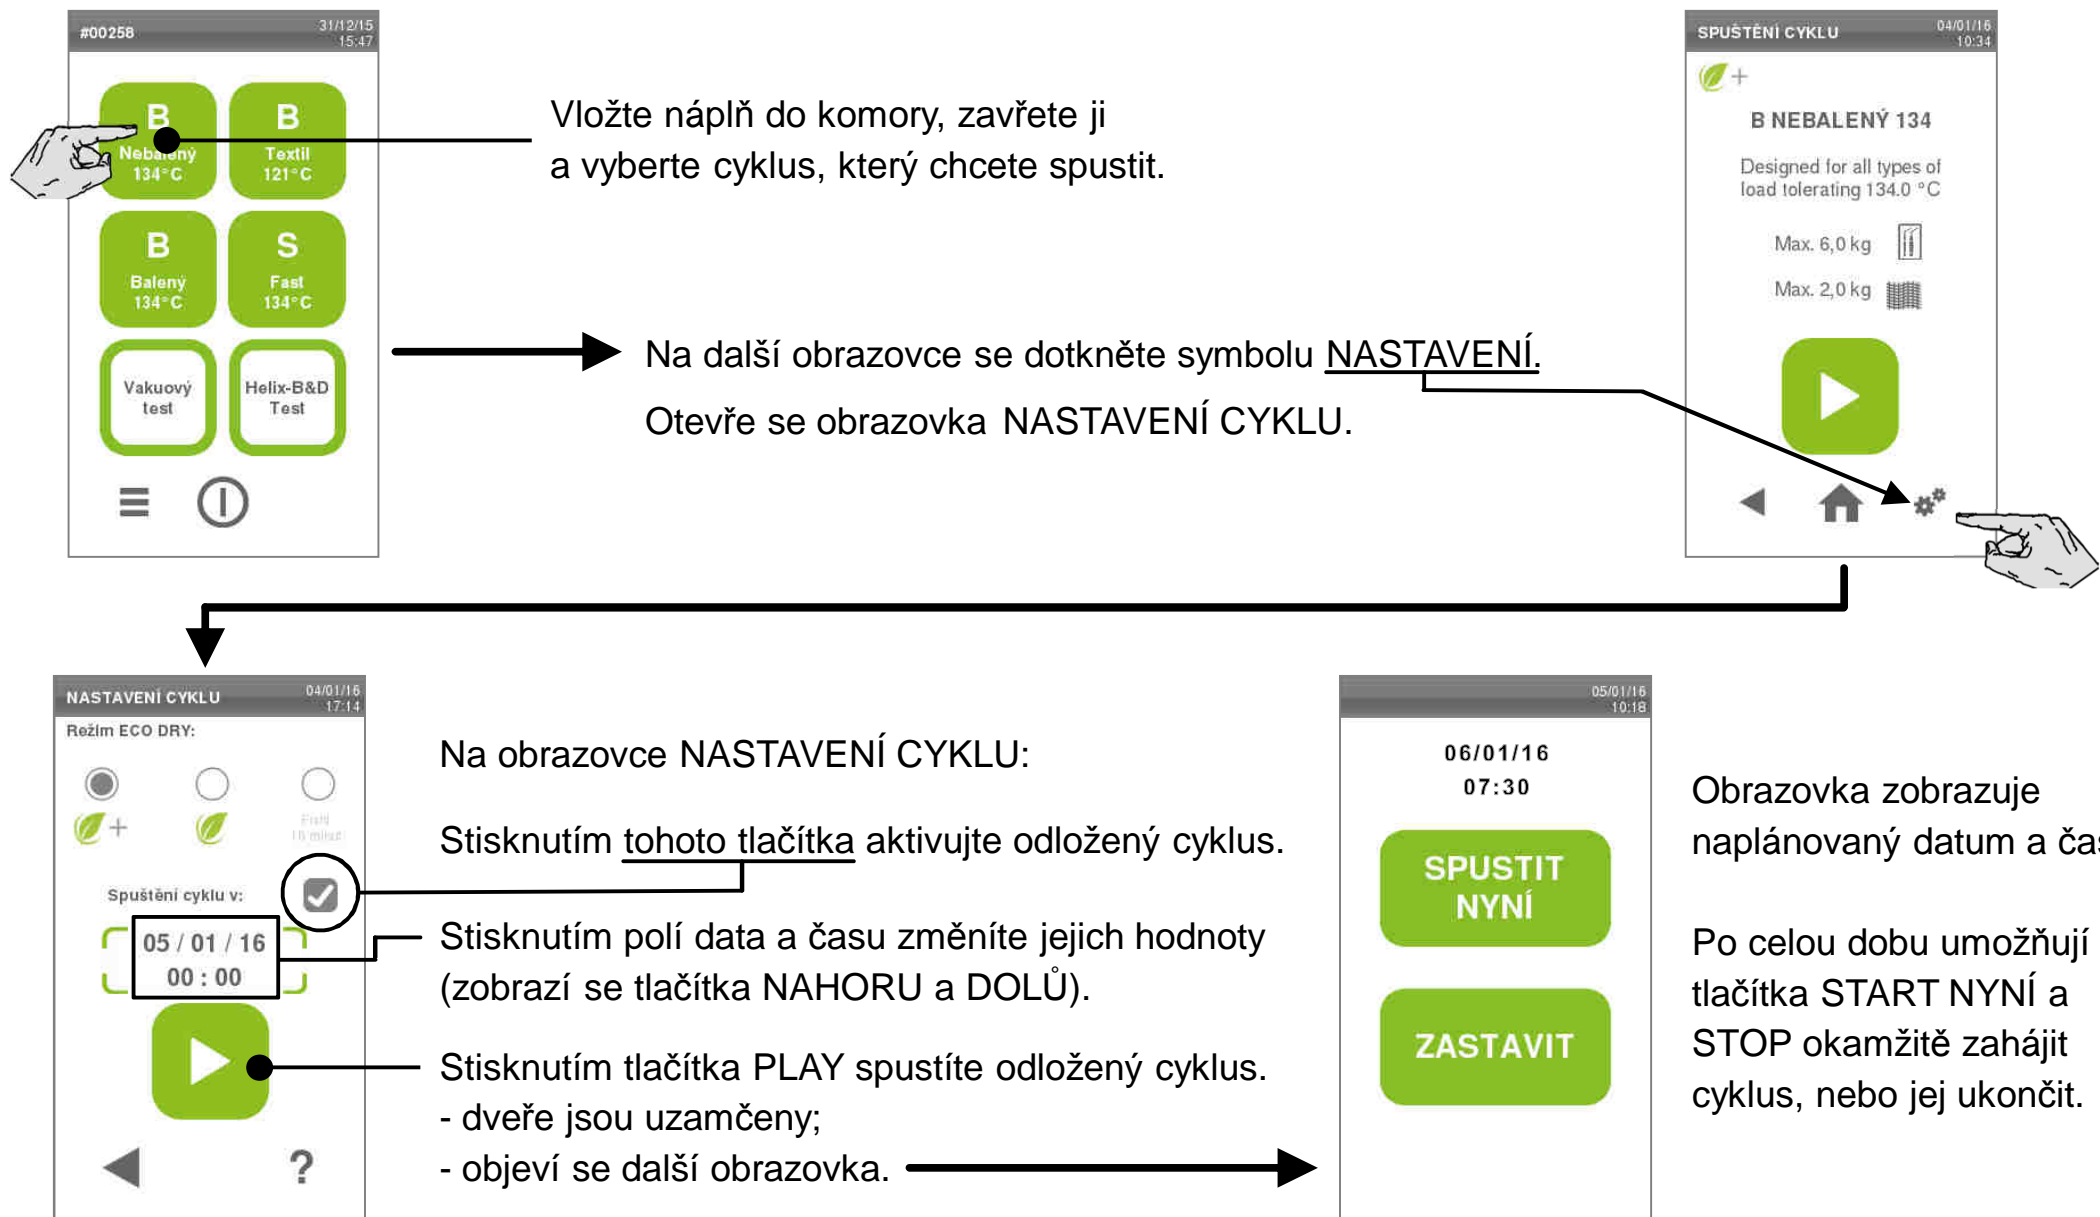 #00258
31/12/15
15:47
B
Nebalený
134°C
B
Textil
121°C
B
Balený
134°C
S
Fast
134°C
Vakuový
test
Helix-B&D
Test
Vložte náplň do komory, zavřete ji
a vyberte cyklus, který chcete spustit.
Na další obrazovce se dotkněte symbolu NASTAVENÍ.
Otevře se obrazovka NASTAVENÍ CYKLU.
SPUŠTĚNÍ CYKLU
04/01/16
10:34
+
B NEBALENÝ 134
Designed for all types of
load tolerating 134.0 °C
Max. 6,0 kg
Max. 2,0 kg
NASTAVENÍ CYKLU
04/01/16
17:14
Režim ECO DRY:
+
15 minut
Spuštění cyklu v:
05 / 01 / 16
00 : 00
?
Na obrazovce NASTAVENÍ CYKLU:
Stisknutím tohoto tlačítka aktivujte odložený cyklus.
Stisknutím polí data a času změníte jejich hodnoty
(zobrazí se tlačítka NAHORU a DOLŮ).
Stisknutím tlačítka PLAY spustíte odložený cyklus.
- dveře jsou uzamčeny;
- objeví se další obrazovka.
05/01/16
10:18
06/01/16
07:30
SPUSTIT
NYNÍ
ZASTAVIT
Obrazovka zobrazuje
naplánovaný datum a
Po celou dobu umožňují
tlačítka START NYNÍ a
STOP okamžitě zahájit
cyklus, nebo jej ukončit.